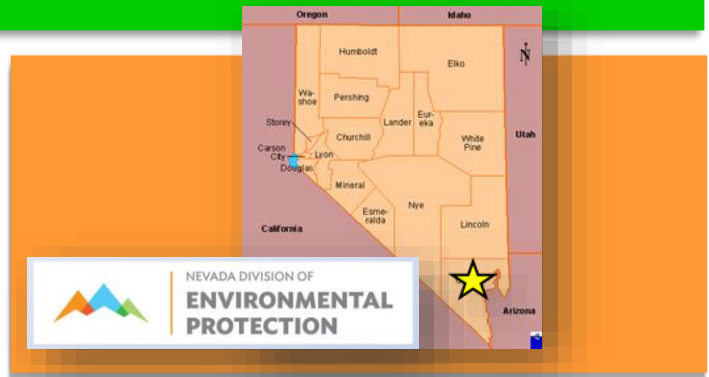 Oregon
Idaho
N
Humboldt
Elko
Wa-
shoe
Pershing
Storey
Lander
Eur-
eka
Churchill
White
Pine
Utah
Carson
City
Lyon
Douglas
Mineral
Nye
Esme-
ralda
Lincoln
California
Arizona
NEVADA DIVISION OF
ENVIRONMENTAL
PROTECTION